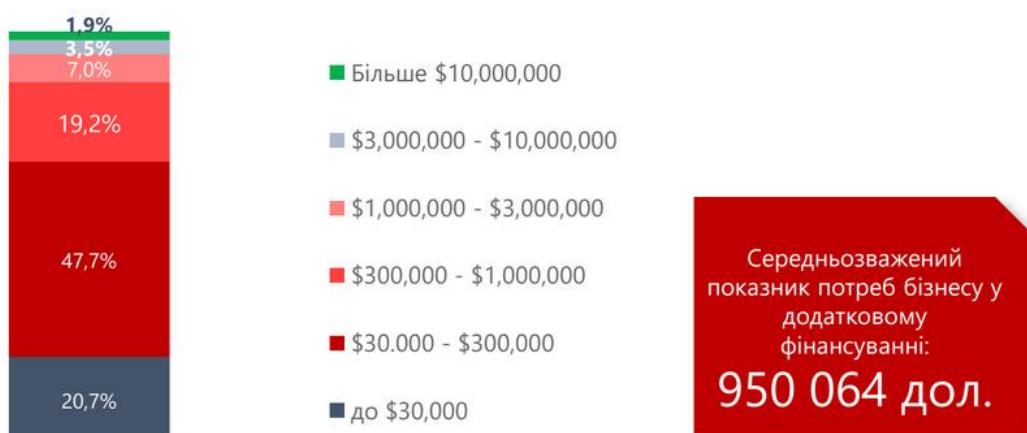 1,9%
3,5%
7,0%
19,2%
47,7%
20,7%
Більше $10,000,000
$3,000,000 - $10,000,000
$1,000,000 - $3,000,000
$300,000 - $1,000,000
$30.000 - $300,000
до $30,000
Середньозважений
показник потреб бізнесу у
додатковому
фінансуванні:
950 064 дол.